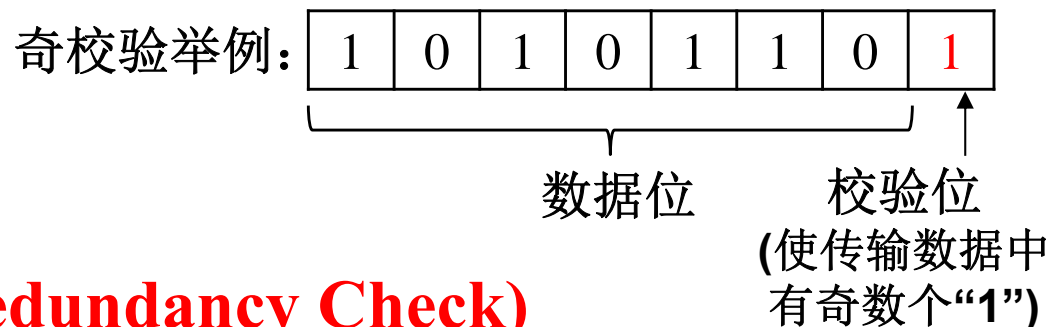 奇校验举例: 1 0 1 0 1 1 0 1
数据位 校验位
(使传输数据中
edundancy Check)
有奇数个“1”)